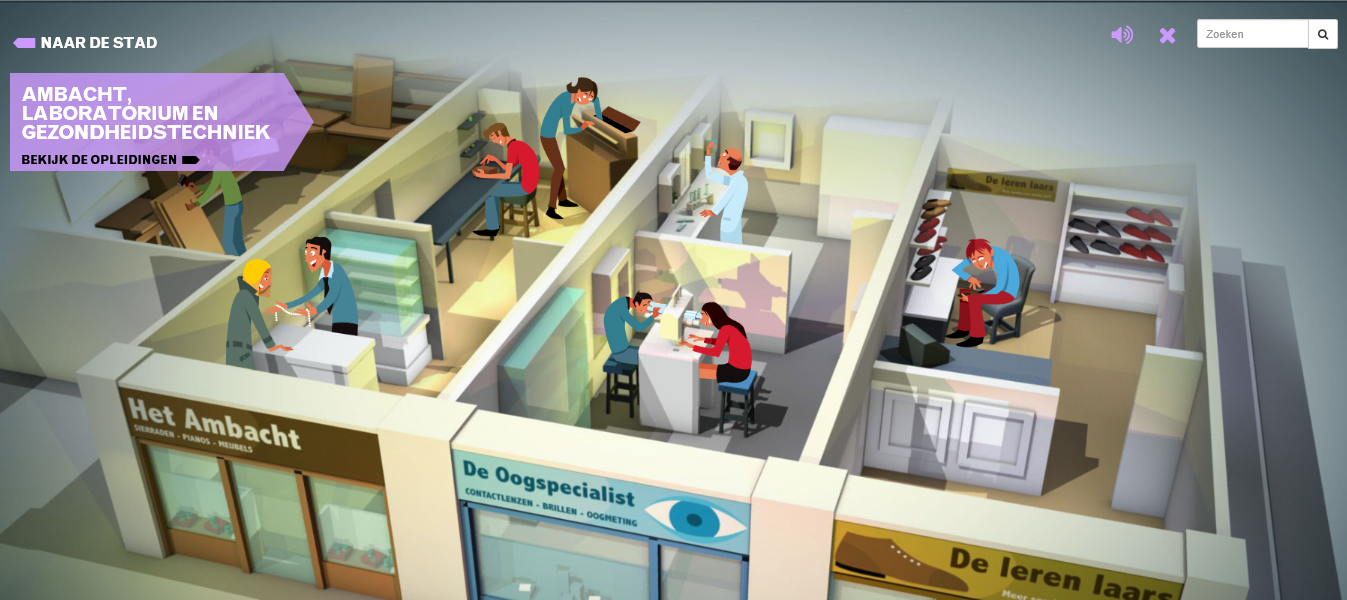 NAAR DE STAD
Zoeken
AMBACHT,
LABORATORIUM EN
GEZONDHEIDSTECHNIEK
BEKIJK DE OPLEIDINGEN
De leren laars
Het Ambacht
SIERRADEN - PIANOS - MEUBELS
De Oogspecialist
CONTACTLENZEN - BRILLEN - OOGMETING
De leren laars
Meer